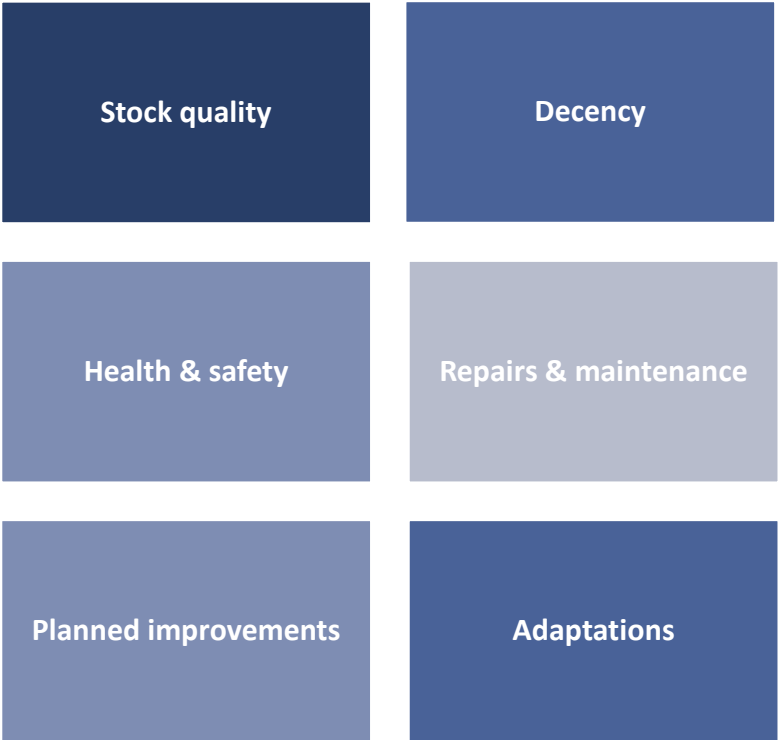 Stock quality
Decency
Health & safety
Repairs & maintenance
Planned improvements
Adaptations